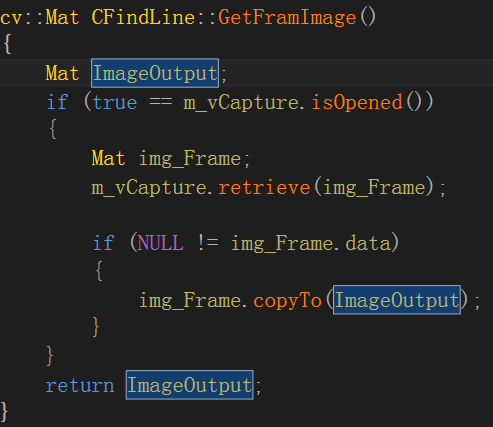 cv::Mat CFindLine::GetFramImage()
{
    Mat ImageOutput;
    if (true == m_vCapture.isOpened())
    {
        Mat img_Frame;
        m_vCapture.retrieve(img_Frame);

        if (NULL != img_Frame.data)
        {
            img_Frame.copyTo(ImageOutput);
        }
    }
    return ImageOutput;
}